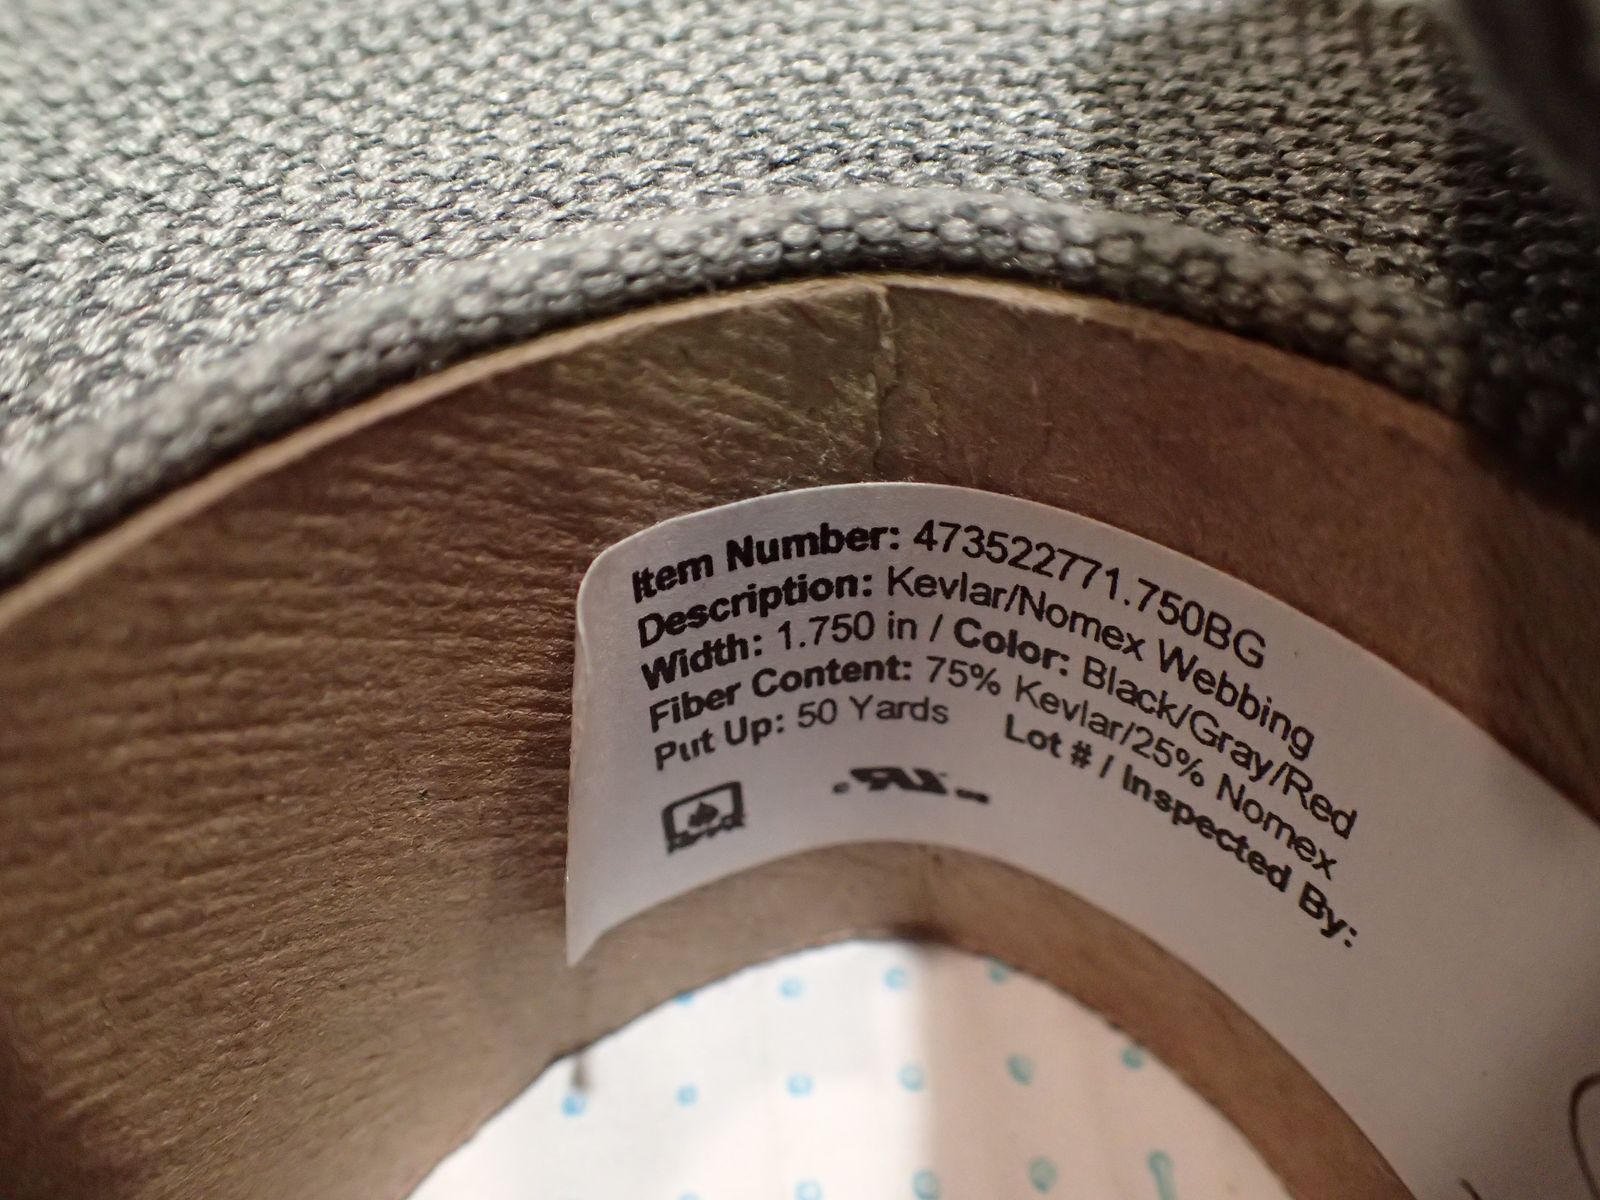 Item Number: 473522771.750BG
Description: Kevlar/Nomex Webbing
Width: 1.750 in / Color: Black/Gray/Red
Fiber Content: 75% Kevlar/25% Nomex
Put Up: 50 Yards Lot # / Inspected By: